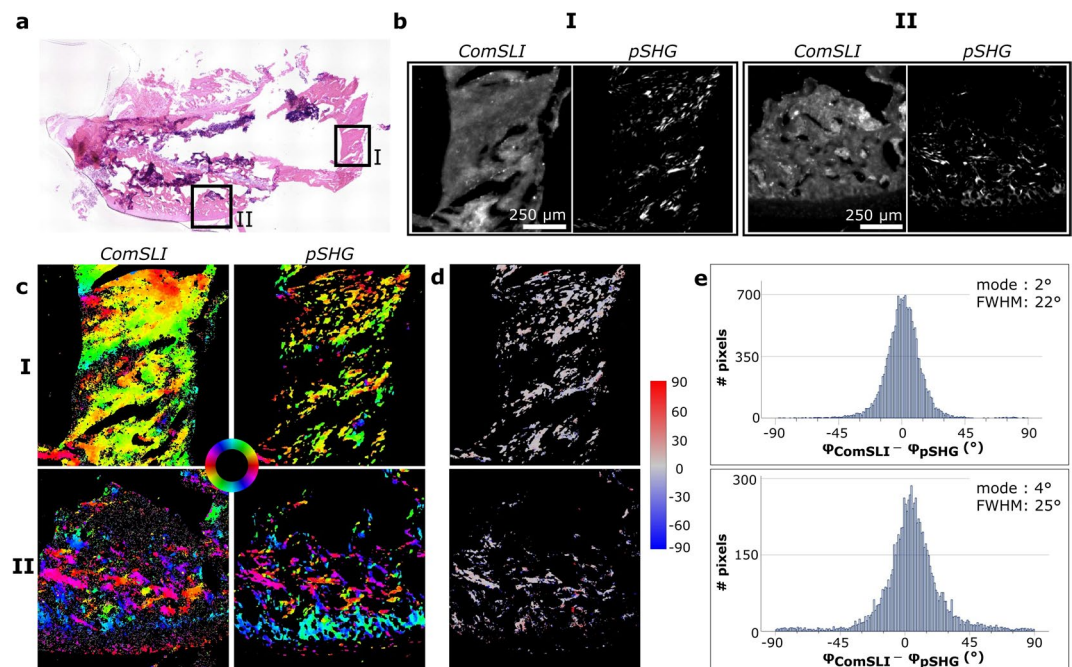 a
I
II
b
I
II
ComSLI
pSHG
ComSLI
pSHG
250 µm
250 µm
ComSLI
pSHG
c
d
e
I
II
90
60
30
0
-30
-60
-90
mode : 2°
FWHM: 22°
# pixels
700
350
0
-90
-45
0
45
90
φComSLI − φpSHG (°)
mode : 4°
FWHM: 25°
# pixels
300
150
0
-90
-45
0
45
90
φComSLI − φpSHG (°)